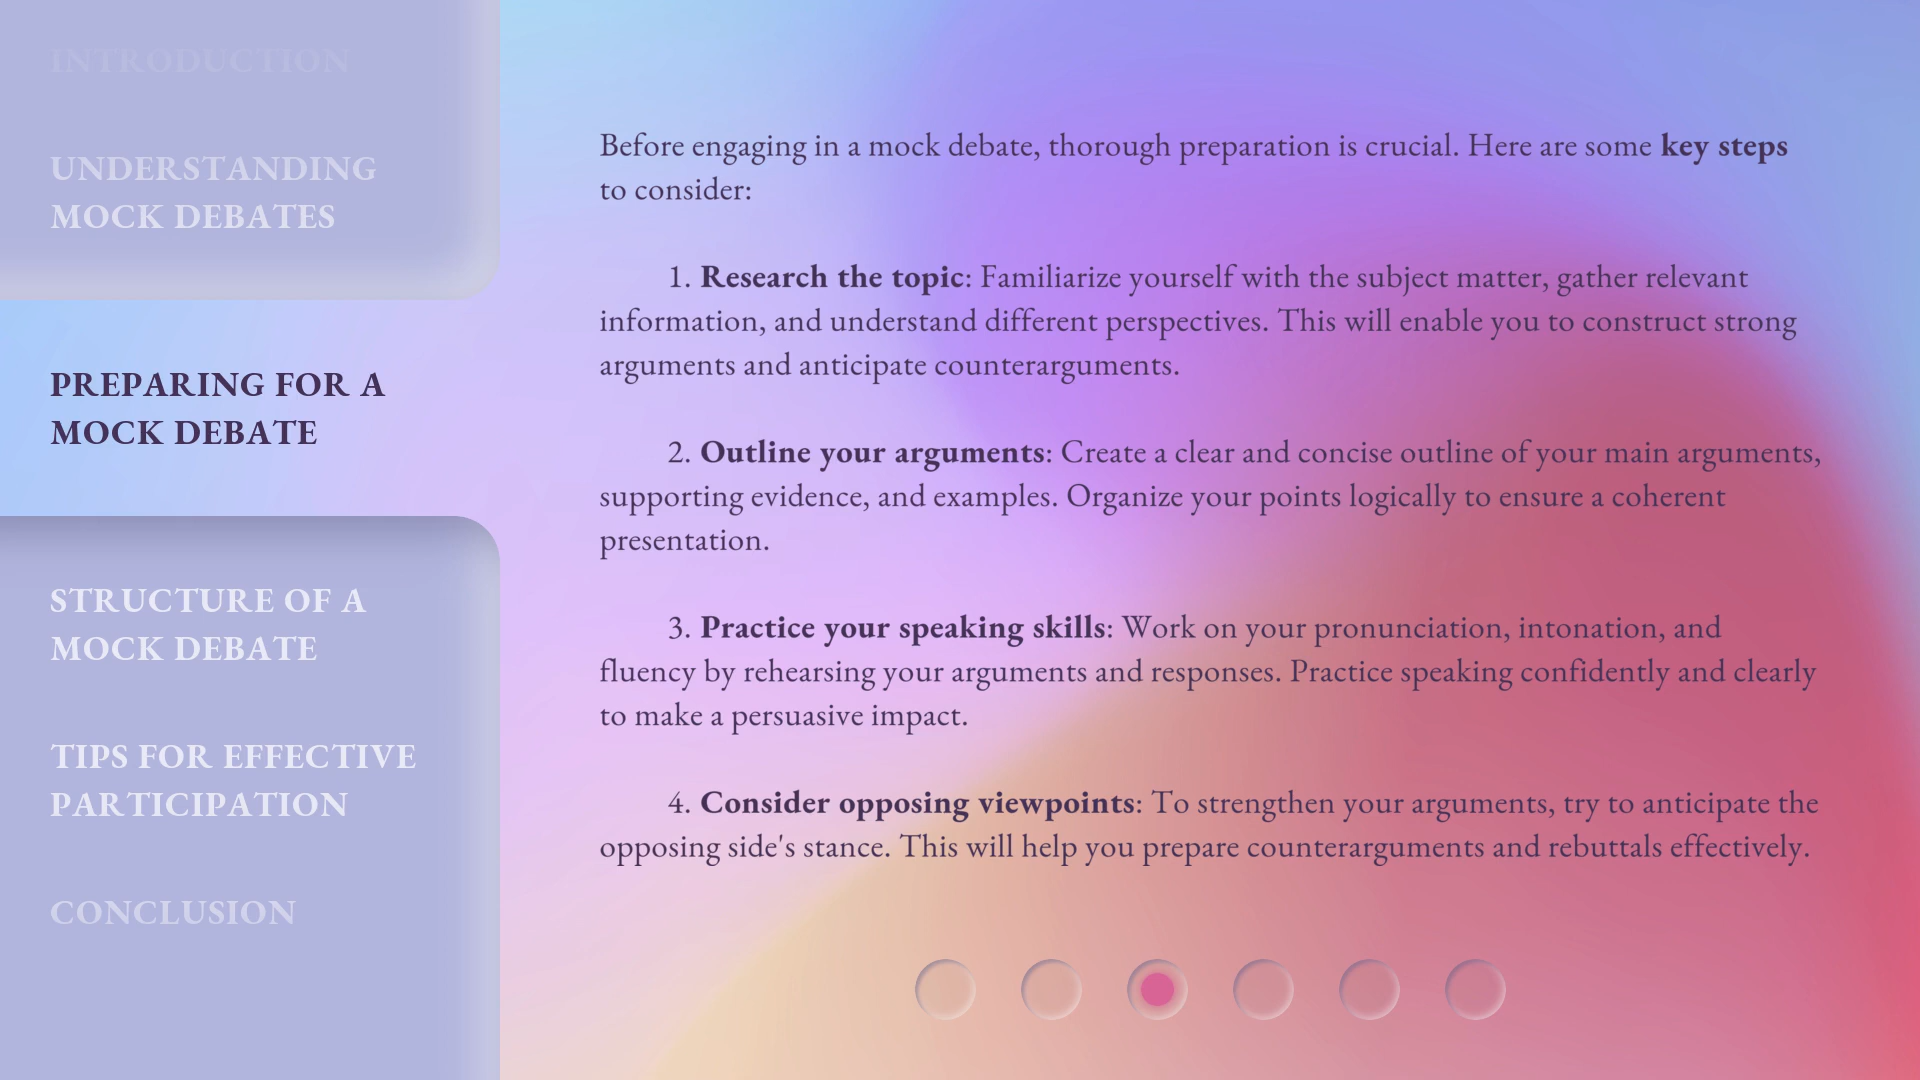 INTRODUCTION
UNDERSTANDING
MOCK DEBATES
PREPARING FOR A
MOCK DEBATE
STRUCTURE OF A
MOCK DEBATE
TIPS FOR EFFECTIVE
PARTICIPATION
CONCLUSION
Before engaging in a mock debate, thorough preparation is crucial. Here are some key steps
to consider:
1. Research the topic: Familiarize yourself with the subject matter, gather relevant
information, and understand different perspectives. This will enable you to construct strong
arguments and anticipate counterarguments.
2. Outline your arguments: Create a clear and concise outline of your main arguments,
supporting evidence, and examples. Organize your points logically to ensure a coherent
presentation.
3. Practice your speaking skills: Work on your pronunciation, intonation, and
fluency by rehearsing your arguments and responses. Practice speaking confidently and clearly
to make a persuasive impact.
4. Consider opposing viewpoints: To strengthen your arguments, try to anticipate the
opposing side's stance. This will help you prepare counterarguments and rebuttals effectively.